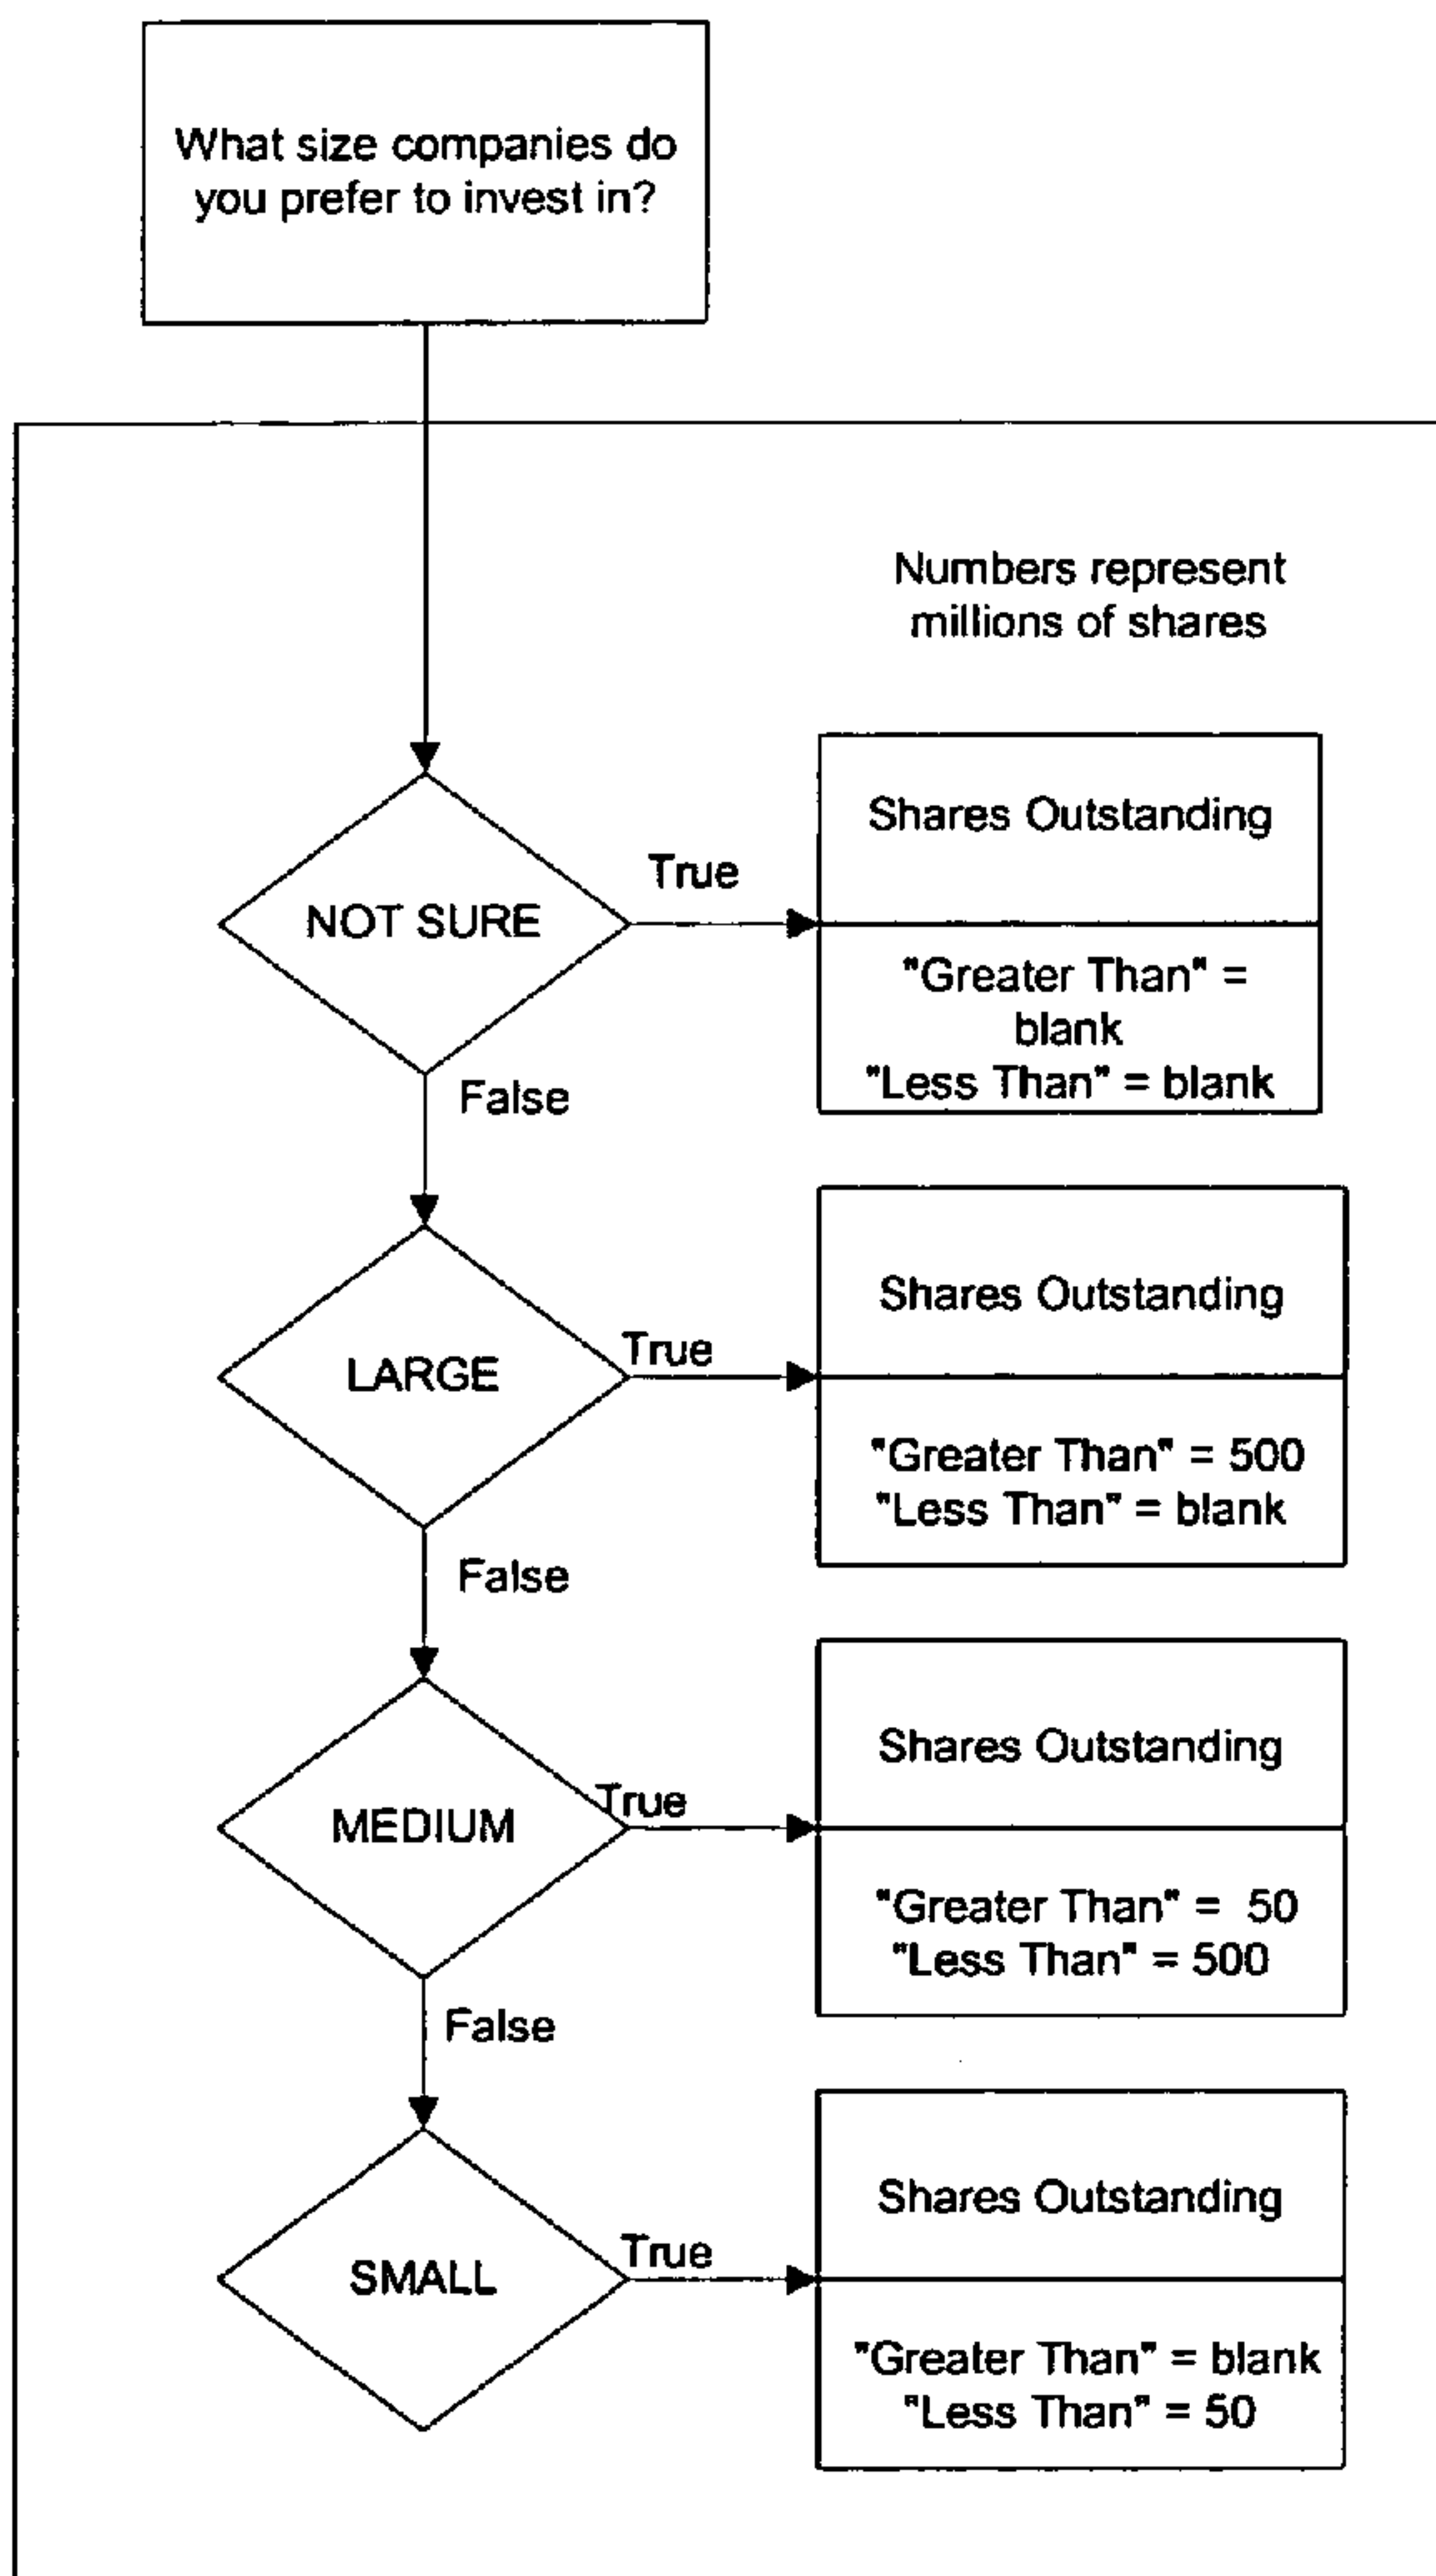 What size companies do
you prefer to invest in?
Numbers represent
millions of shares
Shares Outstanding
True
NOT SURE
"Greater Than" =
blank
"Less Than" = blank
False
Shares Outstanding
True
LARGE
"Greater Than" = 500
"Less Than" = blank
False
Shares Outstanding
True
MEDIUM
"Greater Than" =  50
"Less Than" = 500
False
Shares Outstanding
True
SMALL
"Greater Than" = blank
"Less Than" = 50